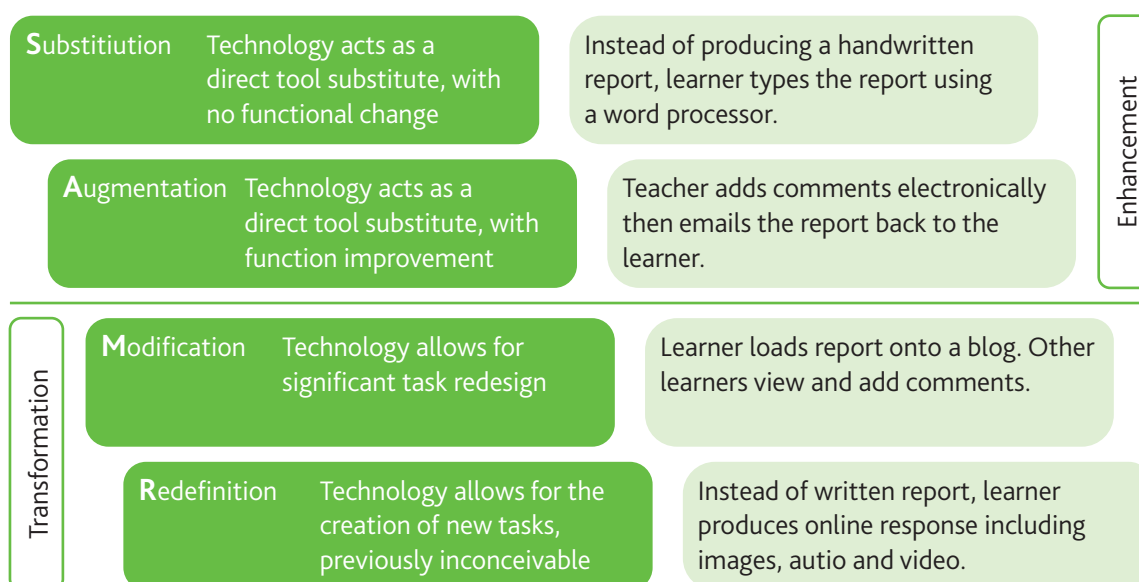 Substitiution Technology acts as a
direct tool substitute, with
no functional change
Instead of producing a handwritten
report, learner types the report using
a word processor.
Enhancement
Augmentation Technology acts as a
direct tool substitute, with
function improvement
Teacher adds comments electronically
then emails the report back to the
learner.
Transformation
Modification Technology allows for
significant task redesign
Learner loads report onto a blog. Other
learners view and add comments.
Redefinition Technology allows for the
creation of new tasks,
previously inconceivable
Instead of written report, learner
produces online response including
images, autio and video.